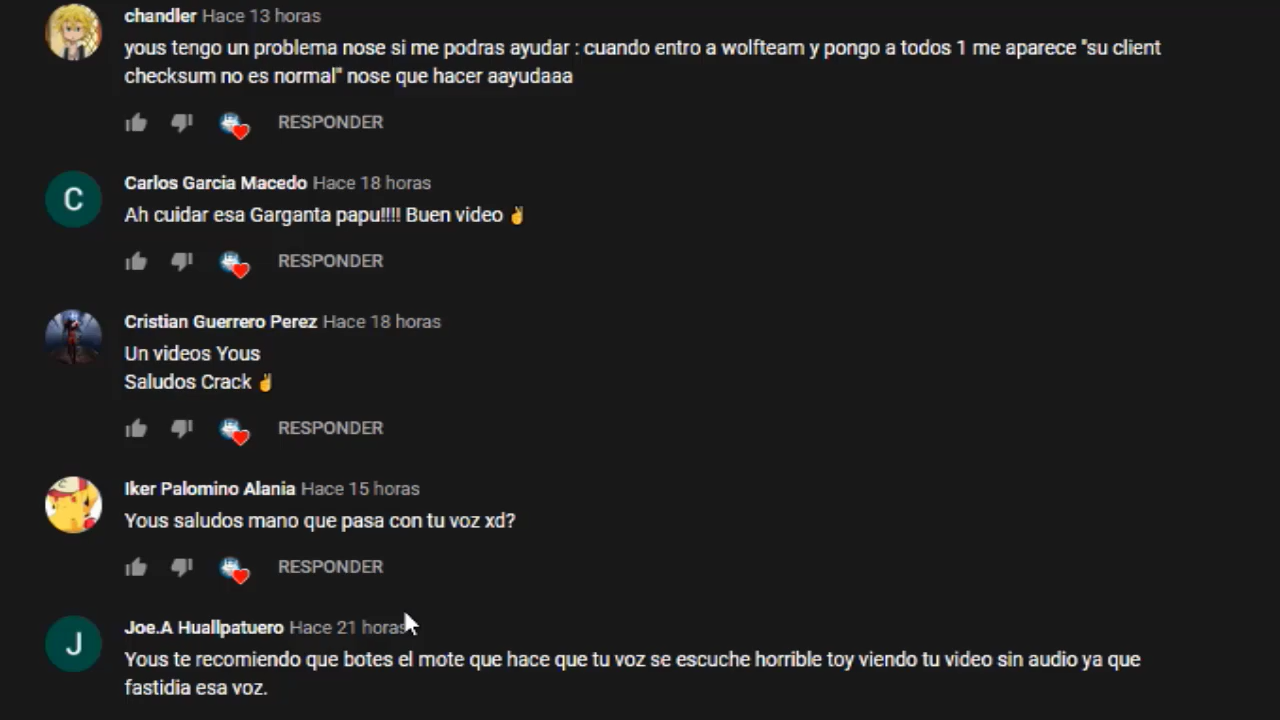 chandler Hace 13 horas
yous tengo un problema nose si me podras ayudar : cuando entro a wolfteam y pongo a todos 1 me aparece "su client
checksum no es normal" nose que hacer aayudaaa
RESPONDER
C
Carlos Garcia Macedo Hace 18 horas
Ah cuidar esa Garganta papu!!!! Buen video ✌
RESPONDER
Cristian Guerrero Perez Hace 18 horas
Un videos Yous
Saludos Crack ✌
RESPONDER
Iker Palomino Alania Hace 15 horas
Yous saludos mano que pasa con tu voz xd?
RESPONDER
J
Joe.A Huallpatuero Hace 21 horas
Yous te recomiendo que botes el mote que hace que tu voz se escuche horrible toy viendo tu video sin audio ya que
fastidia esa voz.